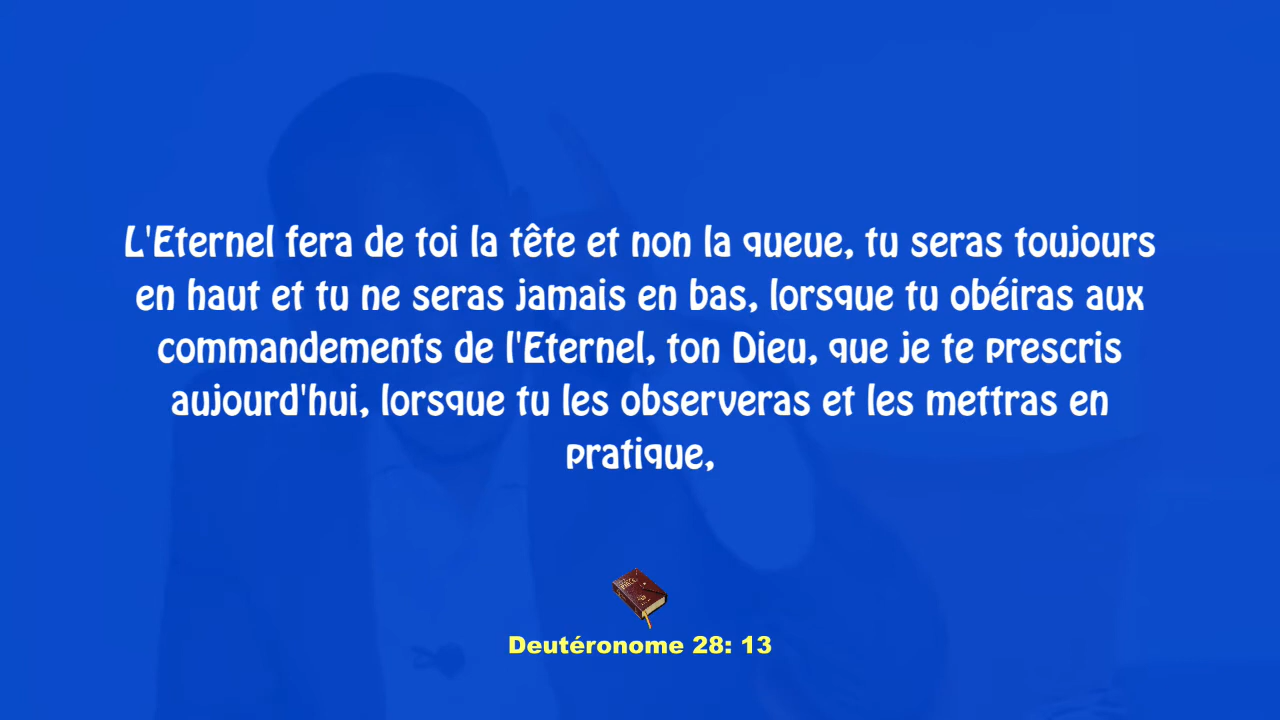 L'Eternel fera de toi la tête et non la queue, tu seras toujours
en haut et tu ne seras jamais en bas, lorsque tu obéiras aux
commandements de l'Eternel, ton Dieu, que je te prescris
aujourd'hui, lorsque tu les observeras et les mettras en
pratique,
Deutéronome 28: 13